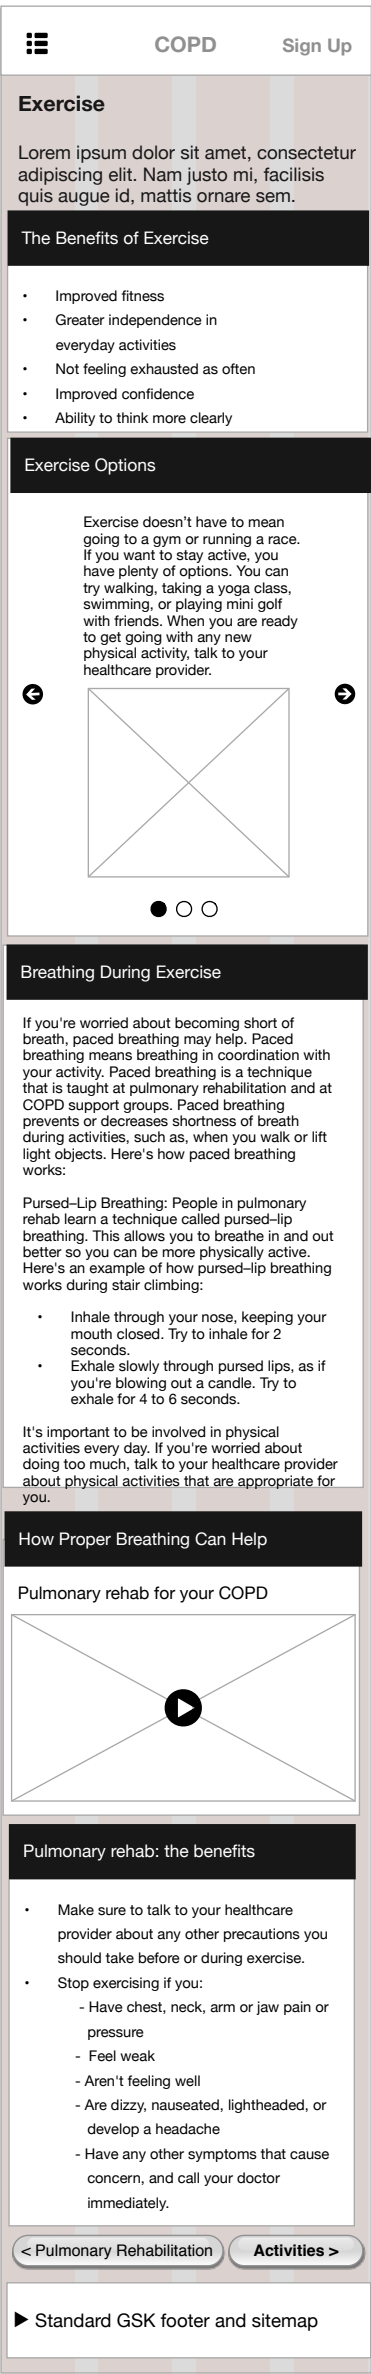 COPD
Sign Up
Exercise
Lorem ipsum dolor sit amet, consectetur
adipiscing elit. Nam justo mi, facilisis
quis augue id, mattis ornare sem.
The Benefits of Exercise
• Improved fitness
• Greater independence in
everyday activities
• Not feeling exhausted as often
• Improved confidence
• Ability to think more clearly
Exercise Options
Exercise doesn’t have to mean
going to a gym or running a race.
If you want to stay active, you
have plenty of options. You can
try walking, taking a yoga class,
swimming, or playing mini golf
with friends. When you are ready
to get going with any new
physical activity, talk to your
healthcare provider.
Breathing During Exercise
If you're worried about becoming short of
breath, paced breathing may help. Paced
breathing means breathing in coordination with
your activity. Paced breathing is a technique
that is taught at pulmonary rehabilitation and at
COPD support groups. Paced breathing
prevents or decreases shortness of breath
during activities, such as, when you walk or lift
light objects. Here's how paced breathing
works:
Pursed–Lip Breathing: People in pulmonary
rehab learn a technique called pursed–lip
breathing. This allows you to breathe in and out
better so you can be more physically active.
Here's an example of how pursed–lip breathing
works during stair climbing:
• Inhale through your nose, keeping your
mouth closed. Try to inhale for 2
seconds.
• Exhale slowly through pursed lips, as if
you're blowing out a candle. Try to
exhale for 4 to 6 seconds.
It's important to be involved in physical
activities every day. If you're worried about
doing too much, talk to your healthcare provider
about physical activities that are appropriate for
you.
How Proper Breathing Can Help
Pulmonary rehab for your COPD
Pulmonary rehab: the benefits
• Make sure to talk to your healthcare
provider about any other precautions you
should take before or during exercise.
• Stop exercising if you:
- Have chest, neck, arm or jaw pain or
pressure
- Feel weak
- Aren't feeling well
- Are dizzy, nauseated, lightheaded, or
develop a headache
- Have any other symptoms that cause
concern, and call your doctor
immediately.
< Pulmonary Rehabilitation
Activities >
Standard GSK footer and sitemap